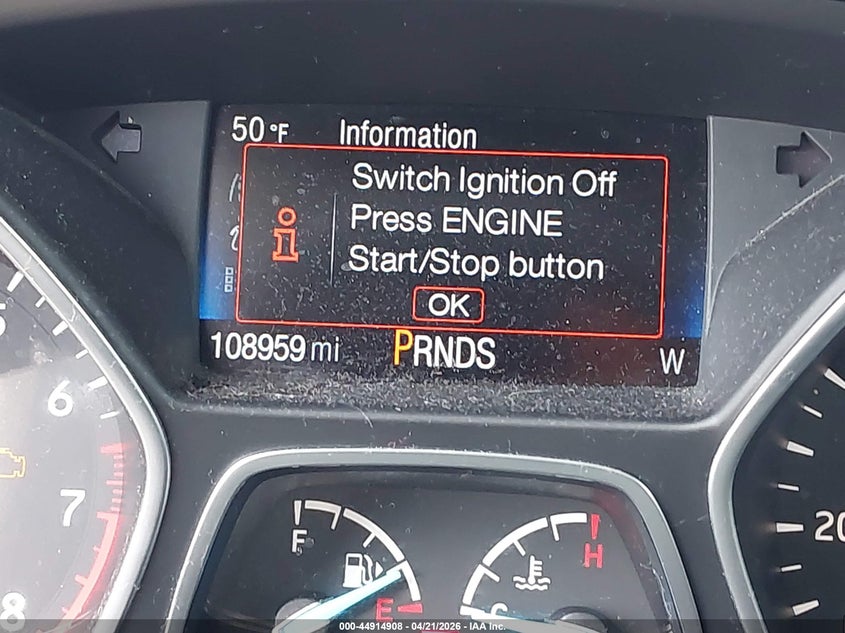 50 °F Information
Switch Ignition Off
Press ENGINE
Start/Stop button
OK
108959 mi PRNDS W
6
7
8
F
E
H
C
20
000-44914908 - 04/21/2026 - IAA Inc.